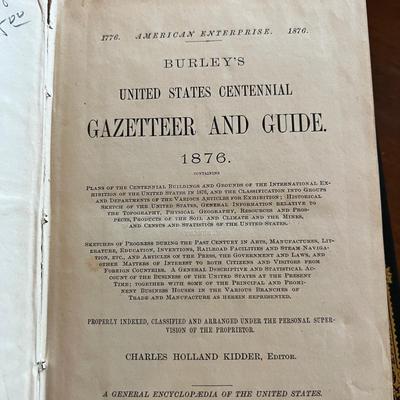 500
1776. AMERICAN ENTERPRISE. 1876.
BURLEY'S
UNITED STATES CENTENNIAL
GAZETTEER AND GUIDE.
1876.
CONTAINING
PLANS OF THE CENTENNIAL BUILDINGS AND GROUNDS OF THE INTERNATIONAL EX-
HIBITION OF THE UNITED STATES IN 1876, AND THE CLASSIFICATION INTO GROUPS
AND DEPARTMENTS OF THE VARIOUS ARTICLES FOR EXHIBITION; HISTORICAL
SKETCH OF THE UNITED STATES, GENERAL INFORMATION RELATIVE TO
THE TOPOGRAPHY, PHYSICAL GEOGRAPHY, RESOURCES AND PROS-
PECTS, PRODUCTS OF THE SOIL AND CLIMATE AND THE MINES,
AND CENSUS AND STATISTICS OF THE UNITED STATES.
SKETCHES OF PROGRESS DURING THE PAST CENTURY IN ARTS, MANUFACTURES, LIT-
ERATURE, EDUCATION, INVENTIONS, RAILROAD FACILITIES AND STEAM NAVIGA-
TION, ETC., AND ARTICLES ON THE PRESS, THE GOVERNMENT AND LAWS, AND
OTHER MATTERS OF INTEREST TO BOTH CITIZENS AND VISITORS FROM
FOREIGN COUNTRIES. A GENERAL DESCRIPTIVE AND STATISTICAL AC-
COUNT OF THE BUSINESS OF THE UNITED STATES AT THE PRESENT
TIME; TOGETHER WITH SOME OF THE PRINCIPAL AND PROMI-
NENT BUSINESS HOUSES IN THE VARIOUS BRANCHES OF
TRADE AND MANUFACTURE AS HEREIN REPRESENTED.
PROPERLY INDEXED, CLASSIFIED AND ARRANGED UNDER THE PERSONAL SUPER-
VISION OF THE PROPRIETOR.
CHARLES HOLLAND KIDDER, EDITOR.
A GENERAL ENCYCLOPÆDIA OF THE UNITED STATES.